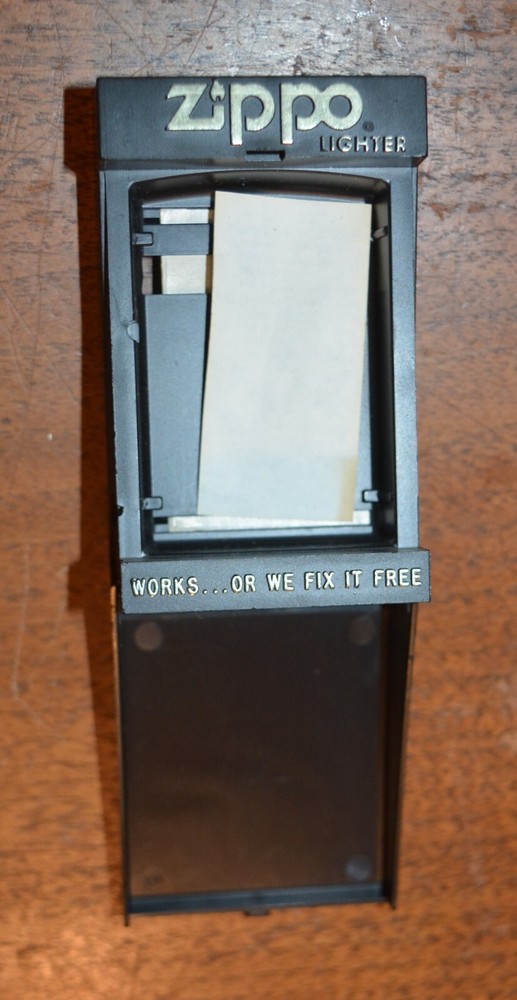 Zippo
LIGHTER
WORKS...OR WE FIX IT FREE